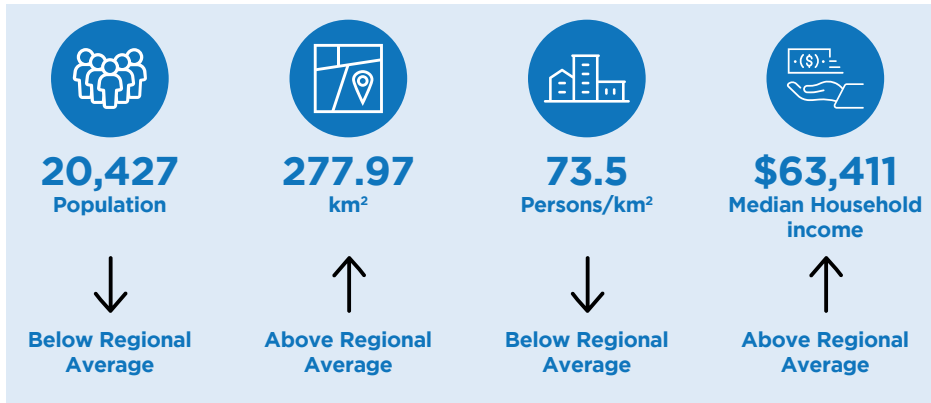 ($)
20,427
Population
277.97
km²
73.5
Persons/km²
$63,411
Median Household
income
Below Regional
Average
Above Regional
Average
Below Regional
Average
Above Regional
Average